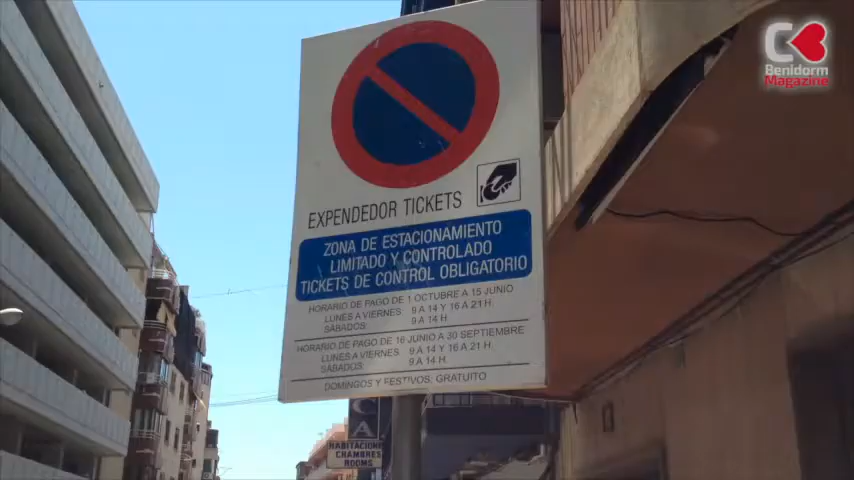 Benidorm
Magazine
EXPENDEDOR TICKETS
ZONA DE ESTACIONAMIENTO
LIMITADO Y CONTROLADO
TICKETS DE CONTROL OBLIGATORIO
HORARIO DE PAGO DE 1 OCTUBRE A 15 JUNIO
LUNES A VIERNES 9 A 14 Y 16 A 21 H.
SÁBADOS 9 A 14 H.
HORARIO DE PAGO DE 16 JUNIO A 30 SEPTIEMBRE
LUNES A VIERNES 9 A 14 Y 16 A 21 H.
SÁBADOS 9 A 14 H.
DOMINGOS Y FESTIVOS: GRATUITO
C
A
HABITACIONES
CHAMBRES
ROOMS